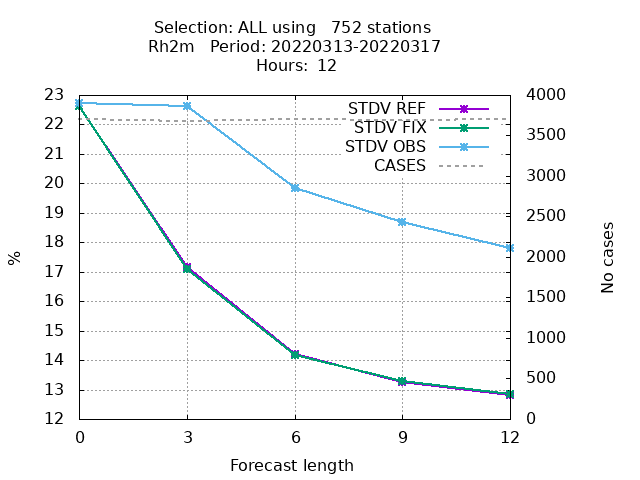 Selection: ALL using   752 stations
Rh2m   Period: 20220313-20220317
Hours:  12
STDV REF
STDV FIX
STDV OBS
CASES
23
22
21
20
19
18
17
16
15
14
13
12
4000
3500
3000
2500
2000
1500
1000
500
0
%
No cases
0 3 6 9 12
Forecast length